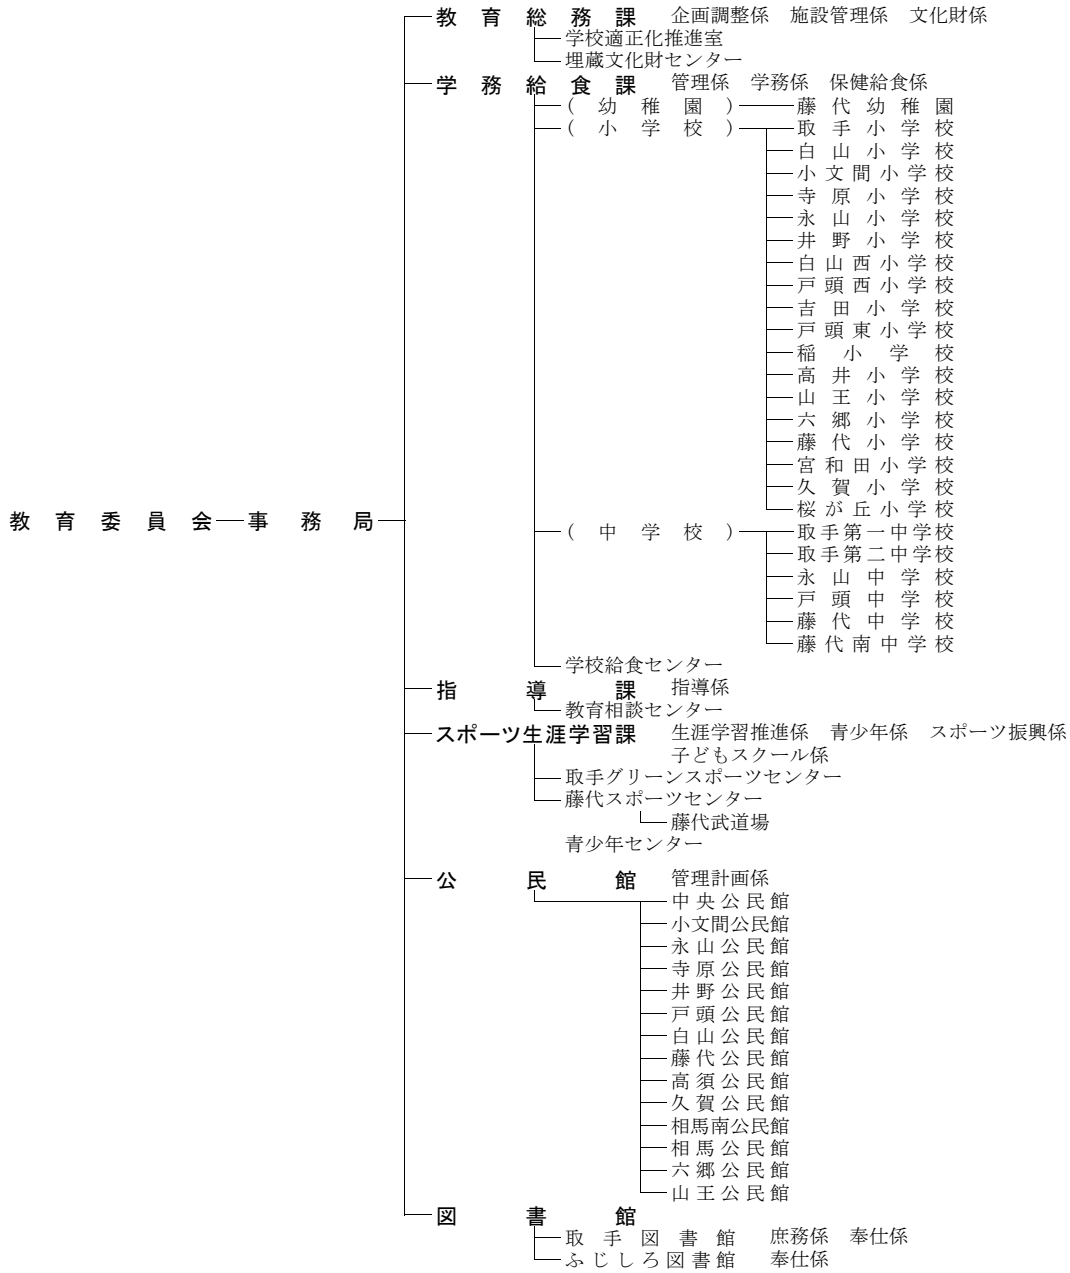 教育総務課 企画調整係 施設管理係 文化財係
学校適正化推進室
埋蔵文化財センター
学務給食課 管理係 学務係 保健給食係
(幼稚園) 藤代幼稚園
(小学校) 取手小学校
白山小学校
小文間小学校
寺原小学校
永山小学校
井野小学校
白山西小学校
戸頭西小学校
吉田小学校
戸頭東小学校
稲小学校
高井小学校
山王小学校
六郷小学校
藤代小学校
宮和田小学校
久賀小学校
桜が丘小学校
教育委員会 事務局
(中学校) 取手第一中学校
取手第二中学校
永山中学校
戸頭中学校
藤代中学校
藤代南中学校
学校給食センター
指導課 指導係
教育相談センター
スポーツ生涯学習課 生涯学習推進係 青少年係 スポーツ振興係
子どもスクール係
取手グリーンスポーツセンター
藤代スポーツセンター
藤代武道場
青少年センター
公民館 管理計画係
中央公民館
小文間公民館
永山公民館
寺原公民館
井野公民館
戸頭公民館
白山公民館
藤代公民館
高須公民館
久賀公民館
相馬南公民館
相馬公民館
六郷公民館
山王公民館
図書館
取手図書館 庶務係 奉仕係
ふじしろ図書館 奉仕係